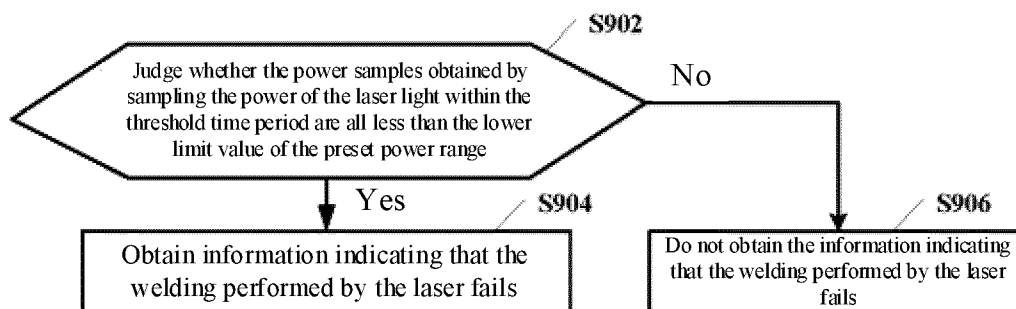 S902
Judge whether the power samples obtained by
sampling the power of the laser light within the
threshold time period are all less than the lower
limit value of the preset power range
No
Yes
S904
Obtain information indicating that the
welding performed by the laser fails
S906
Do not obtain the information indicating
that the welding performed by the laser
fails